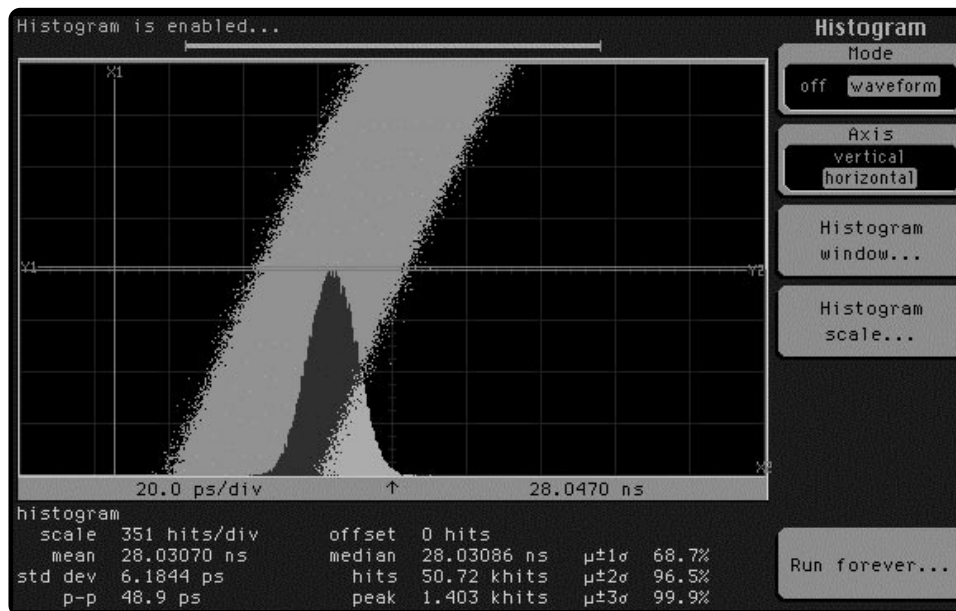 Histogram is enabled...
Histogram
Mode
off waveform
Axis
vertical
horizontal
Histogram
window...
Histogram
scale...
Run forever...
X1
Y1
Y2
20.0 ps/div ↑ 28.0470 ns
histogram
scale 351 hits/div offset 0 hits
mean 28.03070 ns median 28.03086 ns µ±1σ 68.7%
std dev 6.1844 ps hits 50.72 khits µ±2σ 96.5%
p-p 48.9 ps peak 1.403 khits µ±3σ 99.9%